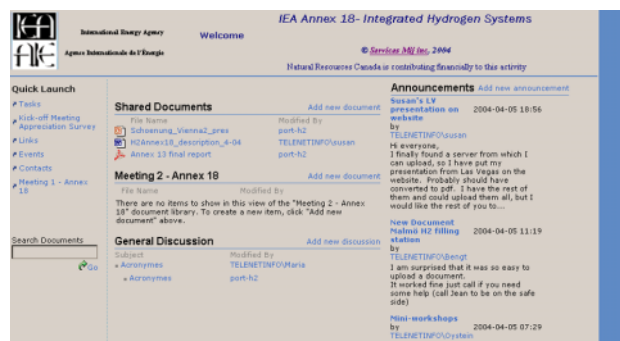 IEA
AIE
International Energy Agency
Agence Internationale de l'Énergie
Welcome
IEA Annex 18- Integrated Hydrogen Systems
© Services MIJ inc, 2004
Natural Resources Canada is contributing financially to this activity
Quick Launch
Tasks
Kick-off Meeting
Appreciation Survey
Links
Events
Contacts
Meeting 1 - Annex
18
Search Documents
Go
Shared Documents
Add new document
File Name Modified By
Schoenung_Vienna2_pres port-h2
H2Annex18_description_4-04 TELENETINFO\susan
Annex 13 final report port-h2
Meeting 2 - Annex 18
Add new document
File Name Modified By
There are no items to show in this view of the "Meeting 2 - Annex
18" document library. To create a new item, click "Add new
document" above.
General Discussion
Add new discussion
Subject Modified By
Acronymes TELENETINFO\Maria
Acronymes port-h2
Announcements Add new announcement
Susan's LV
presentation on 2004-04-05 18:56
website
by
TELENETINFO\susan
Hi everyone,
I finally found a server from which I
can upload, so I have put my
presentation from Las Vegas on the
website. Probably should have
converted to pdf. I have the rest of
them and could upload them all, but I
would like the rest of you to...
New Document
Malmö H2 filling 2004-04-05 11:19
station
by
TELENETINFO\Bengt
I am surprised that it was so easy to
upload a document.
It worked fine just call if you need
some help (call Jean to be on the safe
side)
Mini-workshops
by 2004-04-05 07:29
TELENETINFO\Oystein